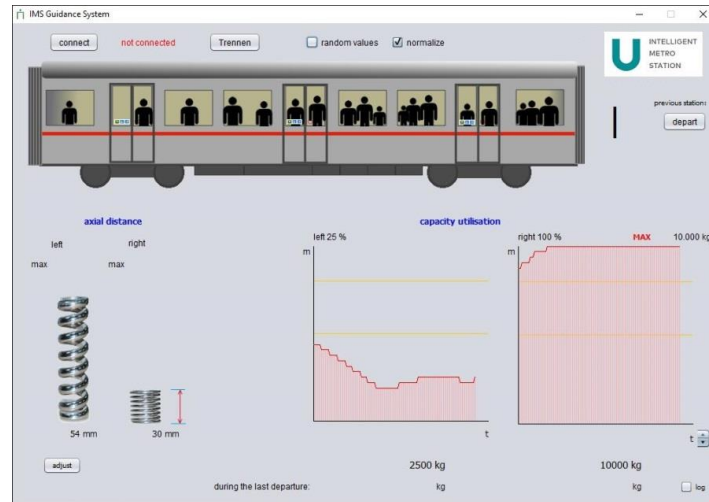 IMS Guidance System
connect not connected Trennen random values normalize
INTELLIGENT
METRO
STATION
previous station:
depart
axial distance capacity utilisation
left right left 25 % right 100 % MAX 10.000 kg
m m
max max
54 mm 30 mm
t t
adjust 2500 kg 10000 kg
during the last departure: kg kg log